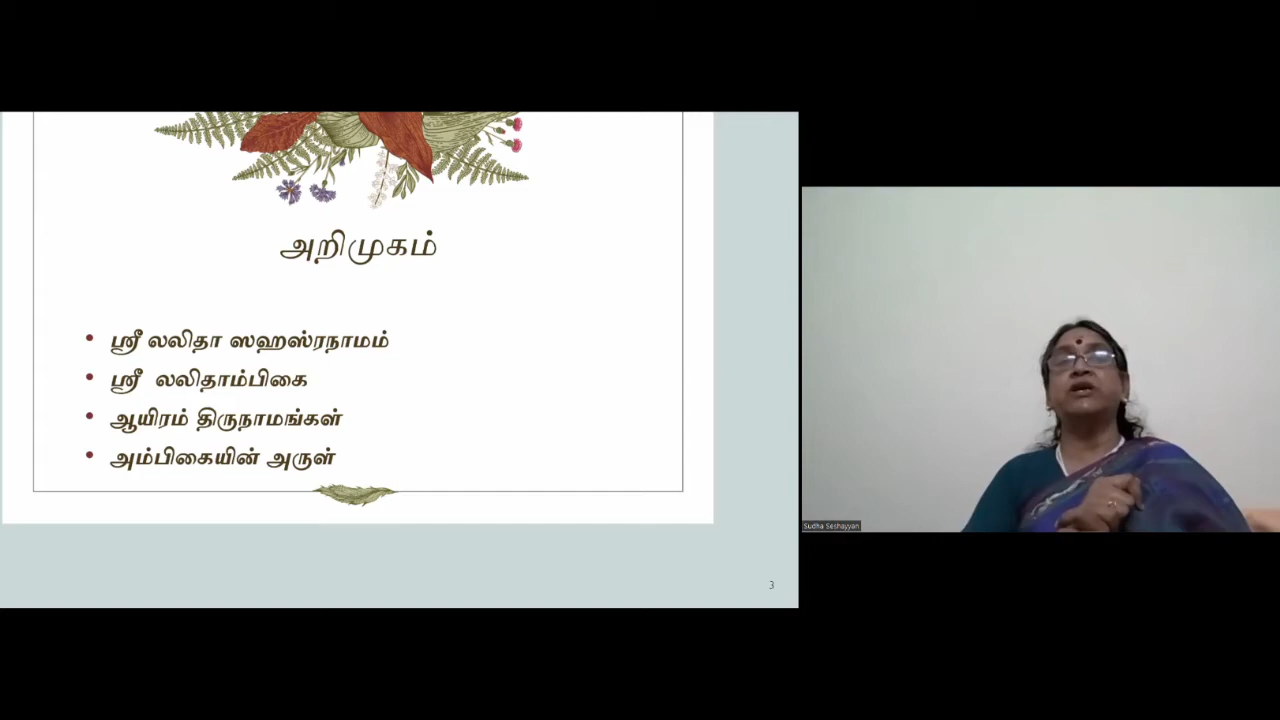 அறிமுகம்
• ஸ்ரீ லலிதா ஸஹஸ்ரநாமம்
• ஸ்ரீ லலிதாம்பிகை
• ஆயிரம் திருநாமங்கள்
• அம்பிகையின் அருள்
3
Sudha Seshayyan